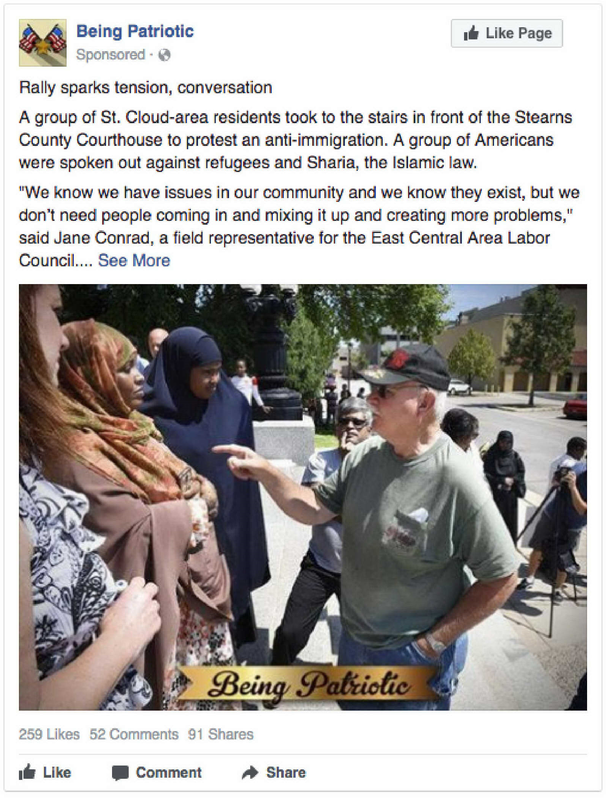 Being Patriotic
Like Page
Sponsored ·
Rally sparks tension, conversation
A group of St. Cloud-area residents took to the stairs in front of the Stearns
County Courthouse to protest an anti-immigration. A group of Americans
were spoken out against refugees and Sharia, the Islamic law.
"We know we have issues in our community and we know they exist, but we
don't need people coming in and mixing it up and creating more problems,"
said Jane Conrad, a field representative for the East Central Area Labor
Council.... See More
Being Patriotic
259 Likes 52 Comments 91 Shares
Like Comment Share